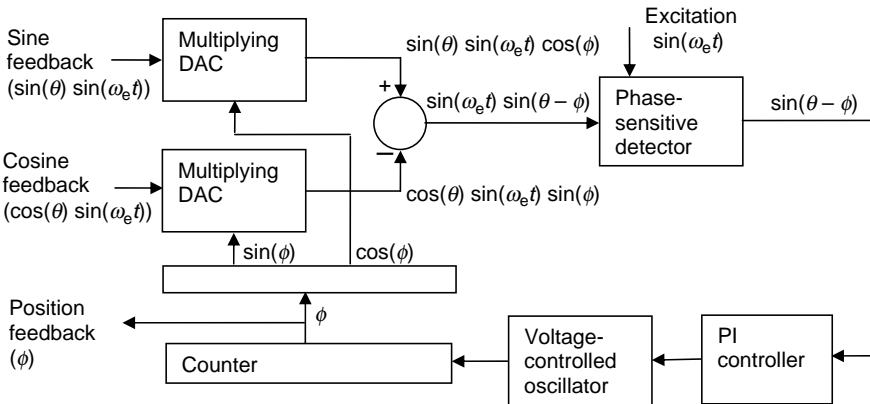 Sine
feedback
(sin(θ) sin(ωₑt))
Multiplying
DAC
sin(θ) sin(ωₑt) cos(ϕ)
Excitation
sin(ωₑt)
+
sin(ωₑt) sin(θ − ϕ)
Phase-
sensitive
detector
sin(θ − ϕ)
−
Cosine
feedback
(cos(θ) sin(ωₑt))
Multiplying
DAC
cos(θ) sin(ωₑt) sin(ϕ)
sin(ϕ)
cos(ϕ)
Position
feedback
(ϕ)
ϕ
Counter
Voltage-
controlled
oscillator
PI
controller